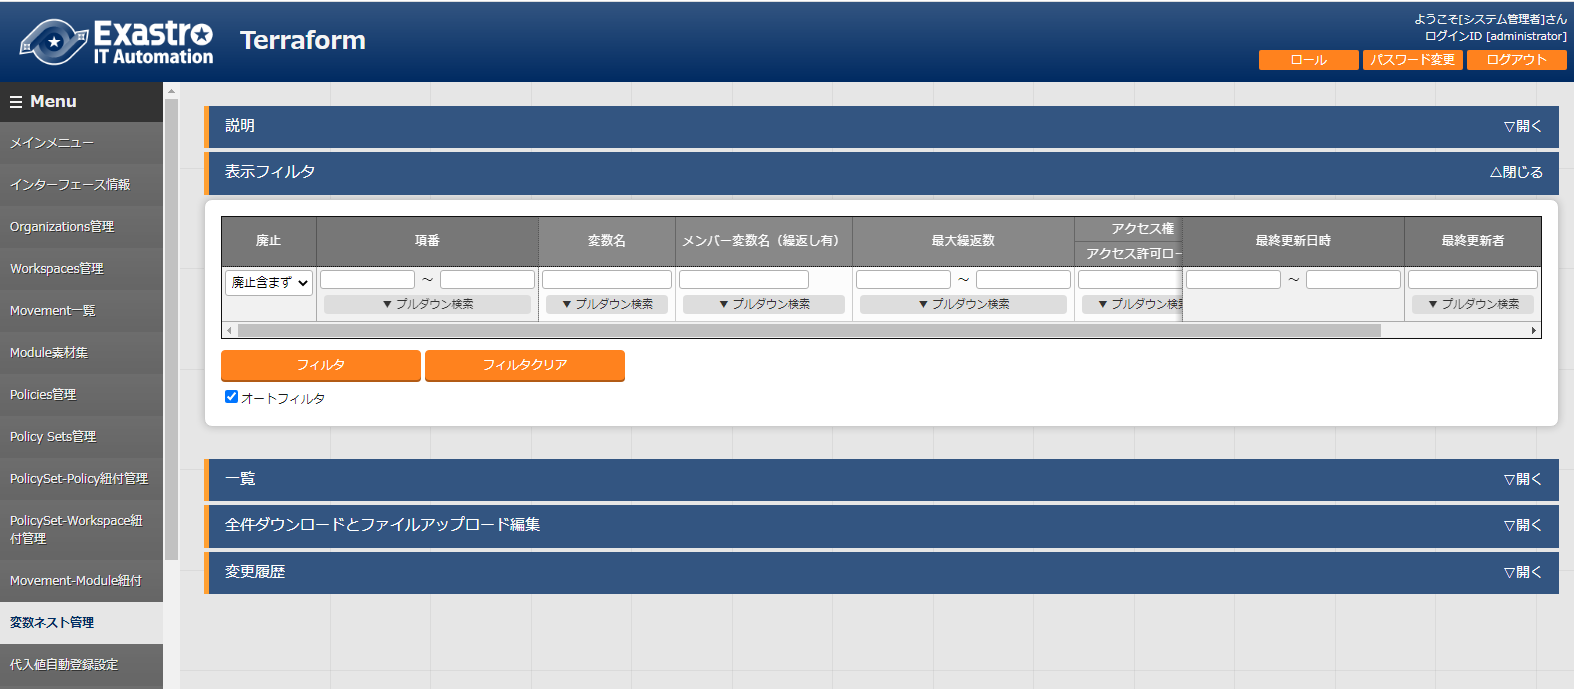 Exastro
IT Automation
Terraform
ようこそ[システム管理者]さん
ログインID [administrator]
ロール
パスワード変更
ログアウト
Menu
メインメニュー
インターフェース情報
Organizations管理
Workspaces管理
Movement一覧
Module素材集
Policies管理
Policy Sets管理
PolicySet-Policy紐付管理
PolicySet-Workspace紐
付管理
Movement-Module紐付
変数ネスト管理
代入値自動登録設定
説明
▽開く
表示フィルタ
△閉じる
廃止
項番
変数名
メンバー変数名（繰返し有）
最大繰返数
アクセス権
アクセス許可ロー
最終更新日時
最終更新者
廃止含まず
～
～
～
▼ プルダウン検索
▼ プルダウン検索
▼ プルダウン検索
▼ プルダウン検索
▼ プルダウン検
▼ プルダウン検索
フィルタ
フィルタクリア
オートフィルタ
一覧
▽開く
全件ダウンロードとファイルアップロード編集
▽開く
変更履歴
▽開く